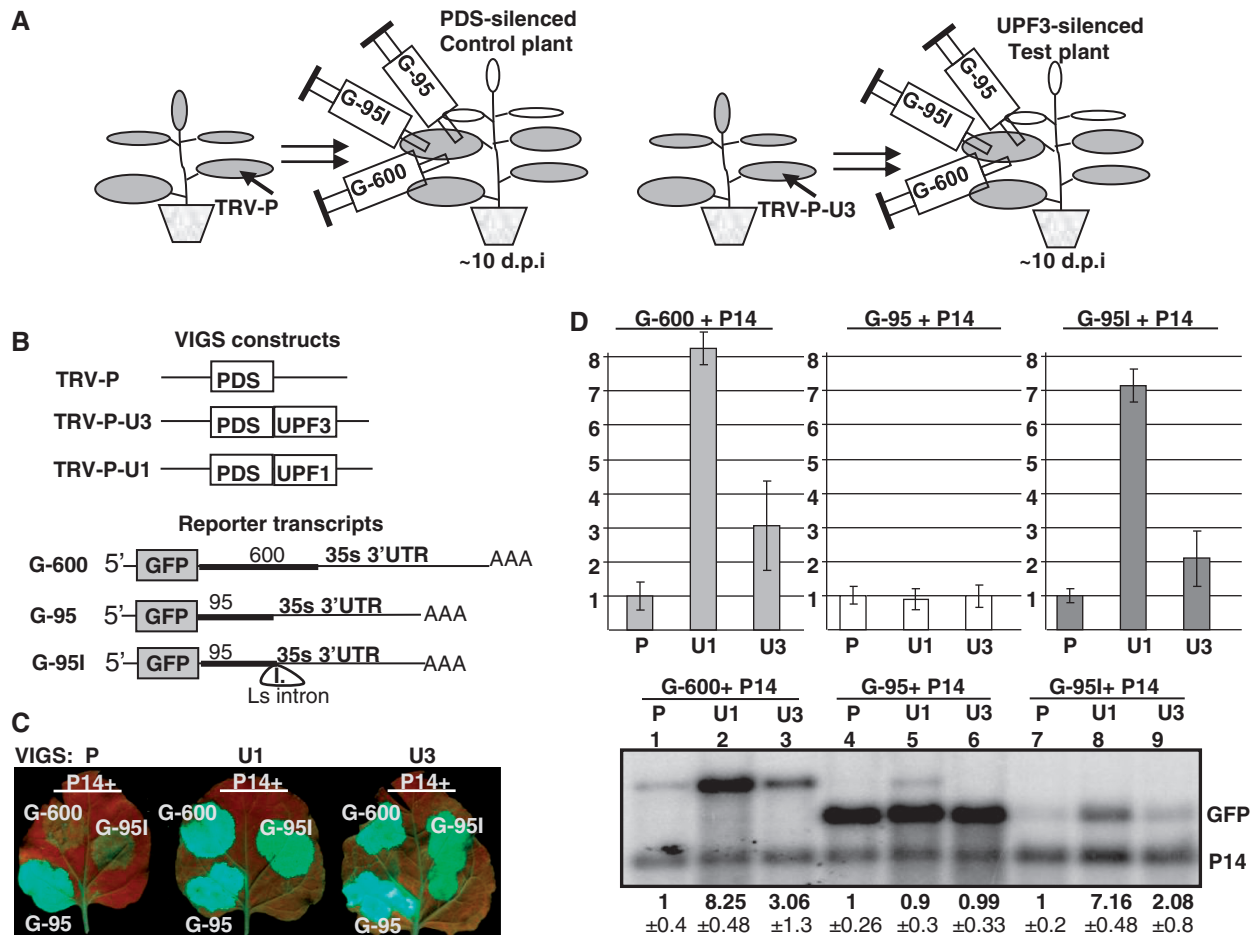 A
PDS-silenced
Control plant
G-95
G-95I
G-600
TRV-P
~10 d.p.i
UPF3-silenced
Test plant
G-95
G-95I
G-600
TRV-P-U3
~10 d.p.i
B
VIGS constructs
TRV-P PDS
TRV-P-U3 PDS UPF3
TRV-P-U1 PDS UPF1
Reporter transcripts
G-600 5' GFP 600 35s 3'UTR AAA
G-95 5' GFP 95 35s 3'UTR AAA
G-95I 5' GFP 95 35s 3'UTR AAA
I.
Ls intron
C
VIGS: P U1 U3
P14+ P14+ P14+
G-600 G-95I G-95
G-600 G-95I G-95
G-600 G-95I G-95
D
G-600 + P14 G-95 + P14 G-95I + P14
8 8 8
7 7 7
6 6 6
5 5 5
4 4 4
3 3 3
2 2 2
1 1 1
P U1 U3 P U1 U3 P U1 U3
G-600+ P14 G-95+ P14 G-95I+ P14
P U1 U3 P U1 U3 P U1 U3
1 2 3 4 5 6 7 8 9
GFP
P14
1 8.25 3.06 1 0.9 0.99 1 7.16 2.08
±0.4 ±0.48 ±1.3 ±0.26 ±0.3 ±0.33 ±0.2 ±0.48 ±0.8